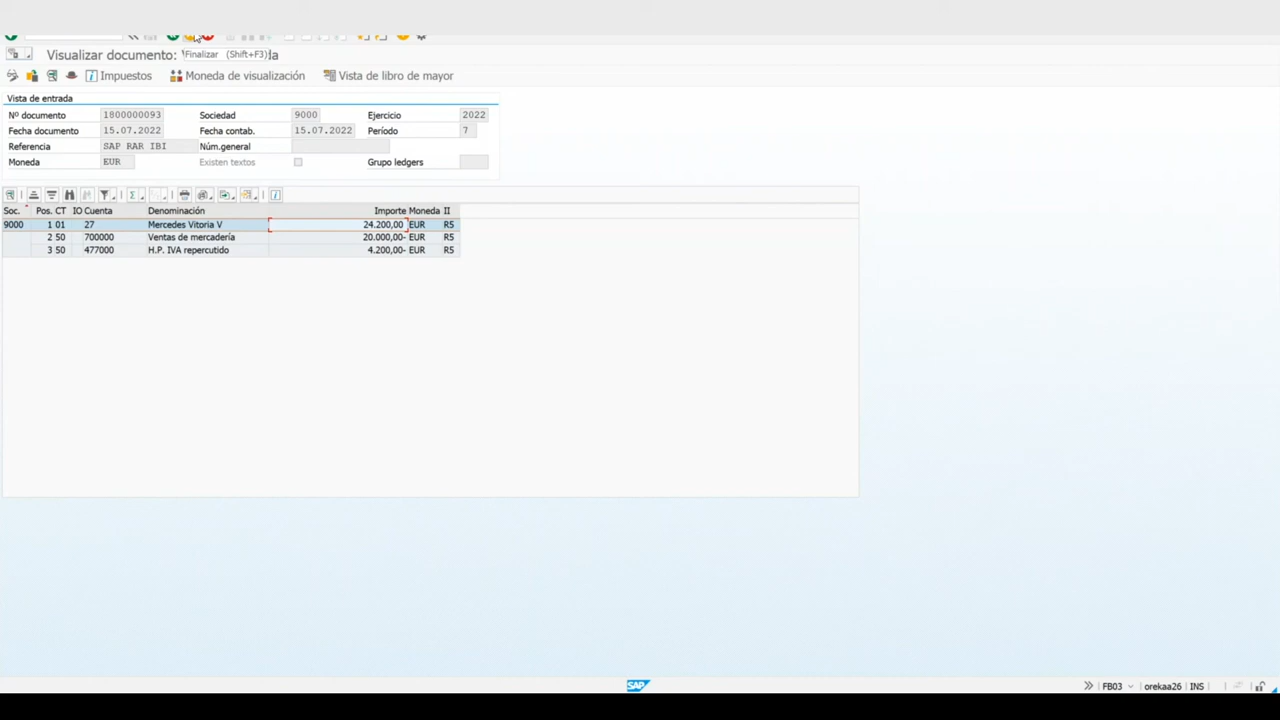 Visualizar documento: Finalizar (Shift+F3) la
Impuestos Moneda de visualización Vista de libro de mayor
Vista de entrada
Nº documento 1800000093 Sociedad 9000 Ejercicio 2022
Fecha documento 15.07.2022 Fecha contab. 15.07.2022 Período 7
Referencia SAP RAR IBI Núm.general
Moneda EUR Existen textos Grupo ledgers
Soc. Pos. CT IO Cuenta Denominación Importe Moneda II
9000 1 01 27 Mercedes Vitoria V 24.200,00 EUR R5
2 50 700000 Ventas de mercadería 20.000,00- EUR R5
3 50 477000 H.P. IVA repercutido 4.200,00- EUR R5
SAP FB03 orekaa26 INS